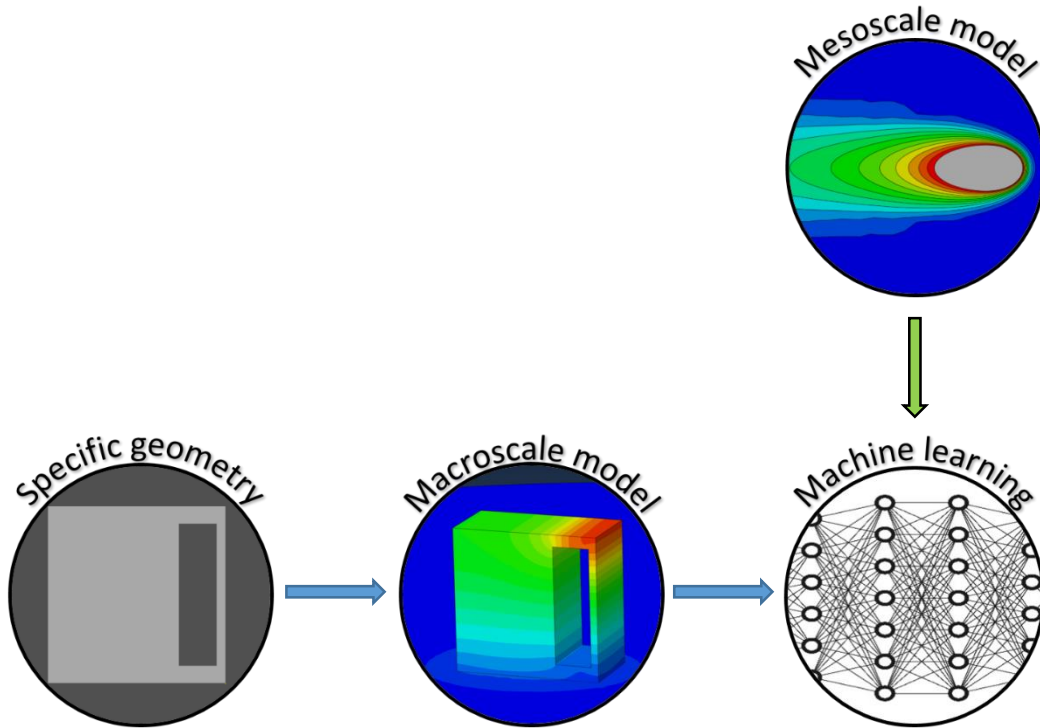 Mesoscale model
Specific geometry
Macroscale model
Machine learning